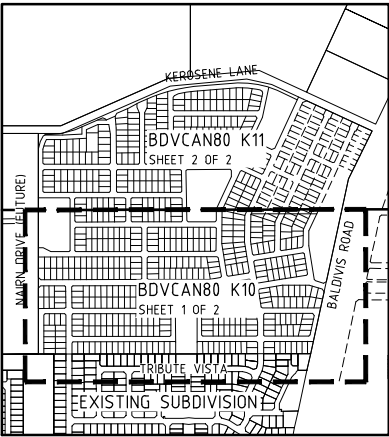 KEROSENE LANE
BDVCAN80 K11
SHEET 2 OF 2
NAIRN DRIVE (FUTURE)
BALDIVIS ROAD
BDVCAN80 K10
SHEET 1 OF 2
TRIBUTE VISTA
EXISTING SUBDIVISION